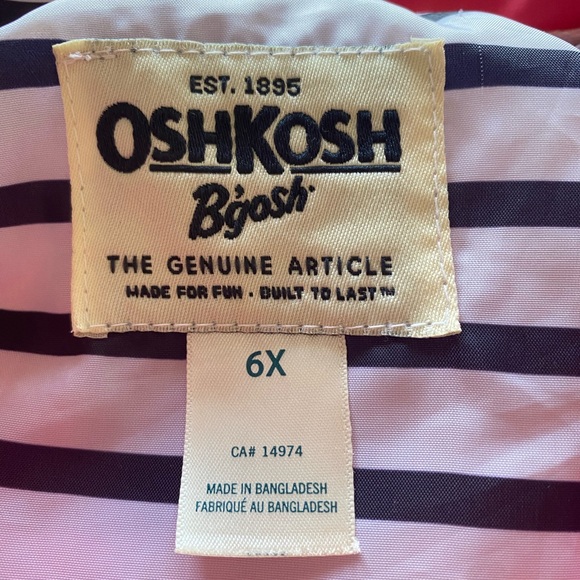 EST. 1895
OSHKOSH
B'gosh
THE GENUINE ARTICLE
MADE FOR FUN · BUILT TO LAST™
6X
CA# 14974
MADE IN BANGLADESH
FABRIQUÉ AU BANGLADESH